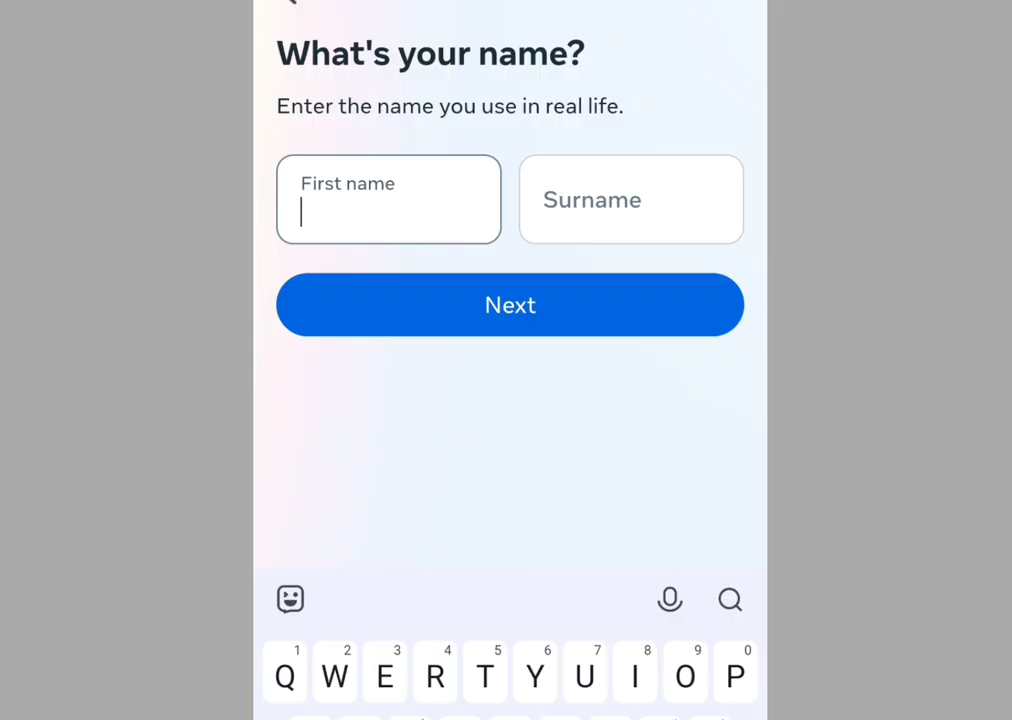 What's your name?
Enter the name you use in real life.
First name
Surname
Next
1 2 3 4 5 6 7 8 9 0
Q W E R T Y U I O P